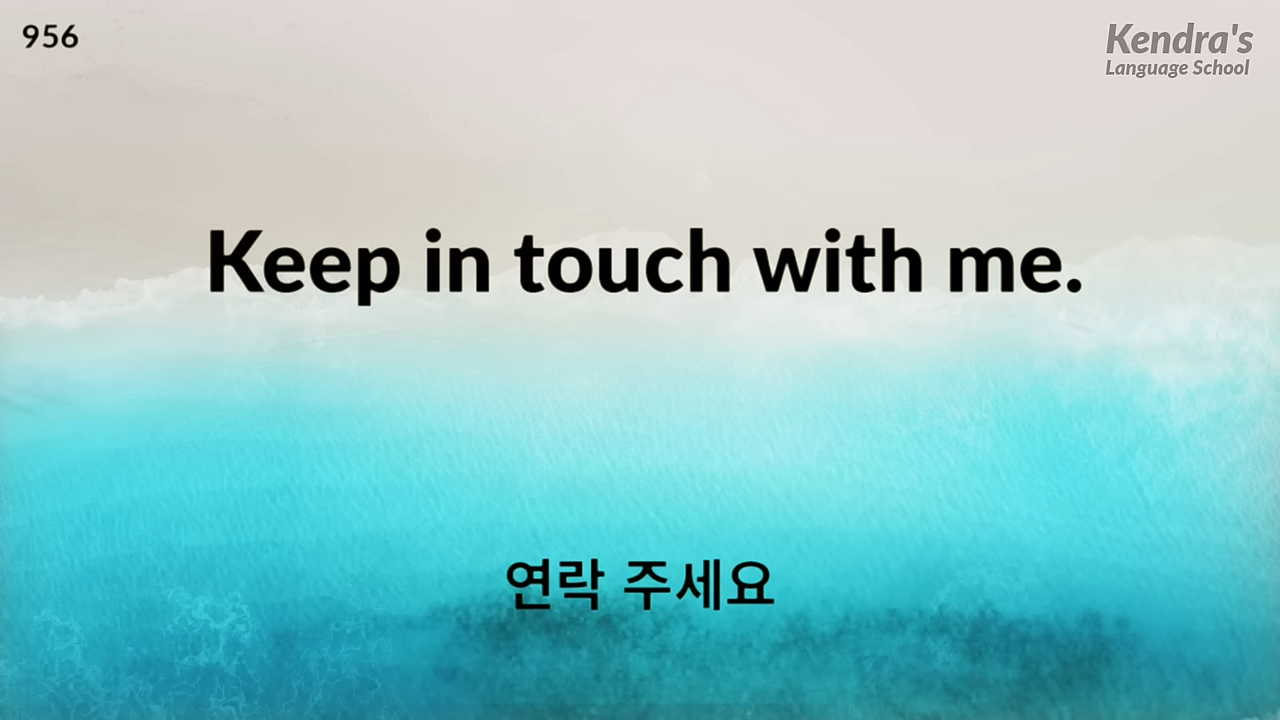 956
Kendra's
Language School
Keep in touch with me.
연락 주세요